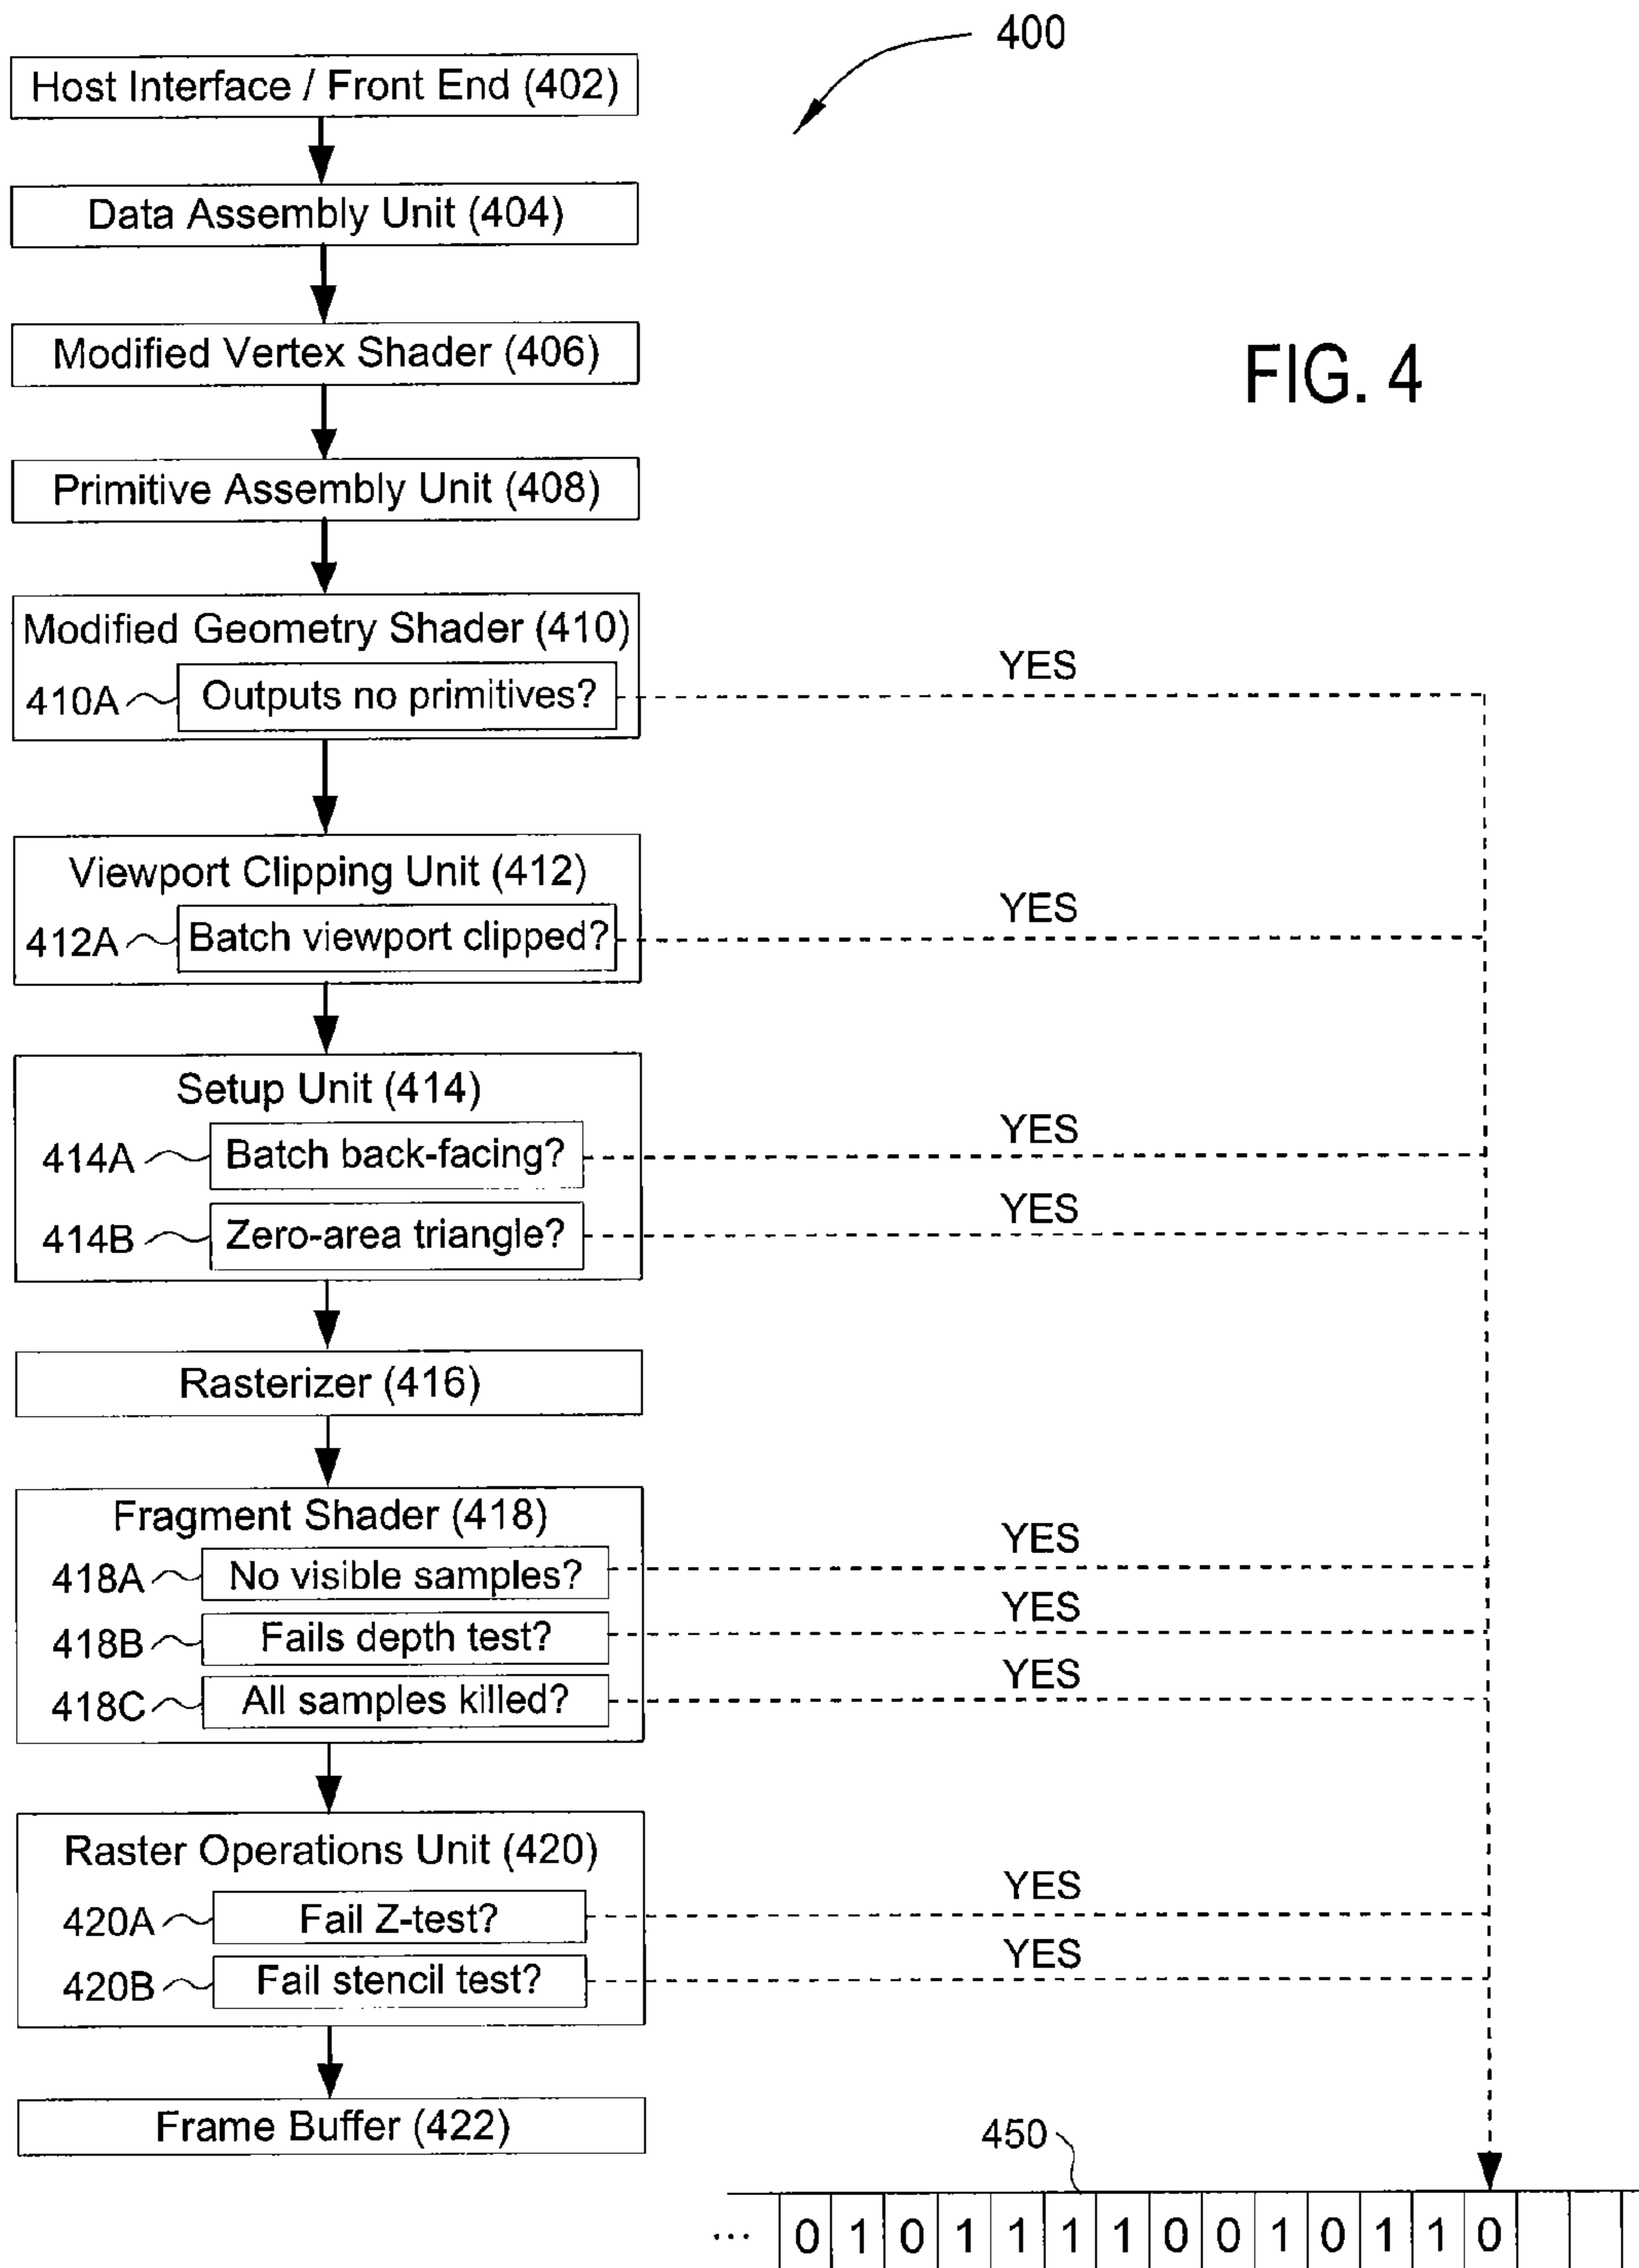 400
Host Interface / Front End (402)
Data Assembly Unit (404)
Modified Vertex Shader (406)
FIG. 4
Primitive Assembly Unit (408)
Modified Geometry Shader (410)
410A Outputs no primitives? YES
Viewport Clipping Unit (412)
412A Batch viewport clipped? YES
Setup Unit (414)
414A Batch back-facing? YES
414B Zero-area triangle? YES
Rasterizer (416)
Fragment Shader (418)
418A No visible samples? YES
418B Fails depth test? YES
418C All samples killed? YES
Raster Operations Unit (420)
420A Fail Z-test? YES
420B Fail stencil test? YES
Frame Buffer (422)
450
... 0 1 0 1 1 1 1 0 0 1 0 1 1 0